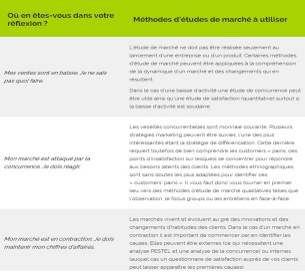 Où en êtes-vous dans votre
réflexion ?
Méthodes d'études de marché à utiliser
Mes ventes sont en baisse. Je ne sais
pas quoi faire.
L'étude de marché ne doit pas être réalisée seulement au
lancement d'une entreprise ou d'un produit. Certaines méthodes
d'étude de marché peuvent être appliquées à la compréhension
de la dynamique d'un marché et des changements qui en
résultent.
Dans le cas d'une baisse d'activité une étude de concurrence peut
être utile ainsi qu'une étude de satisfaction (quantitative) surtout si
la baisse d'activité est soudaine.
Mon marché est attaqué par la
concurrence. Je dois réagir.
Les velléités concurrentielles sont monnaie courante. Plusieurs
stratégies marketing peuvent être suivies, l'une des plus
intéressantes étant la stratégie de différenciation. Cette dernière
requiert toutefois de bien comprendre les customers' pains, ces
points d'insatisfaction sur lesquels se concentrer pour répondre
aux besoins latents des clients. Les méthodes ethnographiques
sont sans doutes les plus adaptées pour identifier ces
« customers' pains ». Il vous faut donc vous tourner en premier
lieu vers des méthodes d'étude de marché qualitatives telles que
l'observation, le focus groups ou les entretiens en face-à-face.
Mon marché est en contraction. Je dois
maintenir mon chiffres d'affaires.
Les marchés vivent et évoluent au gré des innovations et des
changements d'habitudes des clients. Dans le cas d'un marché en
contraction il est important de commencer par en identifier les
causes. Elles peuvent être externes (ce qui nécessitent une
analyse PESTEL et une analyse de la concurrence) ou internes
(auquel cas un questionnaire de satisfaction auprès de vos clients
peut laisser apparaître les premières causes).